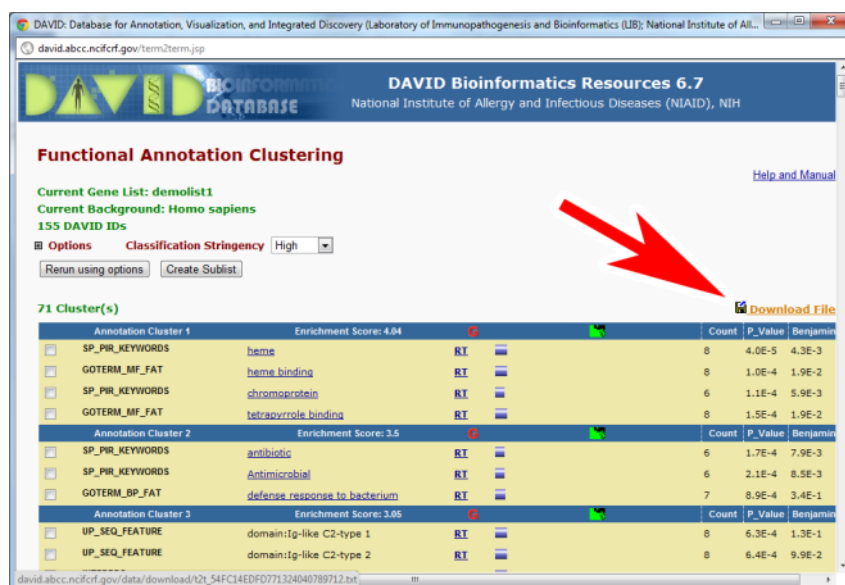 DAVID: Database for Annotation, Visualization, and Integrated Discovery (Laboratory of Immunopathogenesis and Bioinformatics (LIB); National Institute of All...
david.abcc.ncifcrf.gov/term2term.jsp
DAVID BIOINFORMATICS DATABASE
DAVID Bioinformatics Resources 6.7
National Institute of Allergy and Infectious Diseases (NIAID), NIH
Functional Annotation Clustering
Help and Manual
Current Gene List: demolist1
Current Background: Homo sapiens
155 DAVID IDs
Options Classification Stringency High
Rerun using options Create Sublist
71 Cluster(s) Download File
Annotation Cluster 1 Enrichment Score: 4.04 G Count P_Value Benjamin
SP_PIR_KEYWORDS heme RT 8 4.0E-5 4.3E-3
GOTERM_MF_FAT heme binding RT 8 1.0E-4 1.9E-2
SP_PIR_KEYWORDS chromoprotein RT 6 1.1E-4 5.9E-3
GOTERM_MF_FAT tetrapyrrole binding RT 8 1.5E-4 1.9E-2
Annotation Cluster 2 Enrichment Score: 3.5 G Count P_Value Benjamin
SP_PIR_KEYWORDS antibiotic RT 6 1.7E-4 7.9E-3
SP_PIR_KEYWORDS Antimicrobial RT 6 2.1E-4 8.5E-3
GOTERM_BP_FAT defense response to bacterium RT 7 8.9E-4 3.4E-1
Annotation Cluster 3 Enrichment Score: 3.05 G Count P_Value Benjamin
UP_SEQ_FEATURE domain:Ig-like C2-type 1 RT 8 6.3E-4 1.3E-1
UP_SEQ_FEATURE domain:Ig-like C2-type 2 RT 8 6.4E-4 9.9E-2
david.abcc.ncifcrf.gov/data/download/t2t_54FC14EDFD771324040789712.txt